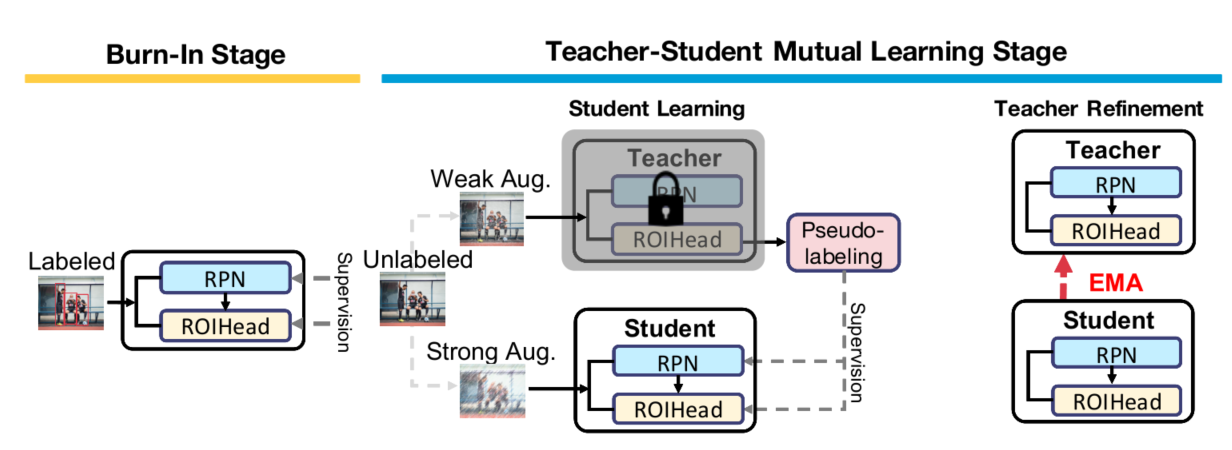 Burn-In Stage
Teacher-Student Mutual Learning Stage
Student Learning
Teacher Refinement
Labeled
RPN
ROIHead
Supervision
Unlabeled
Weak Aug.
Strong Aug.
Teacher
RPN
ROIHead
Pseudo-
labeling
Student
RPN
ROIHead
Supervision
Teacher
RPN
ROIHead
EMA
Student
RPN
ROIHead